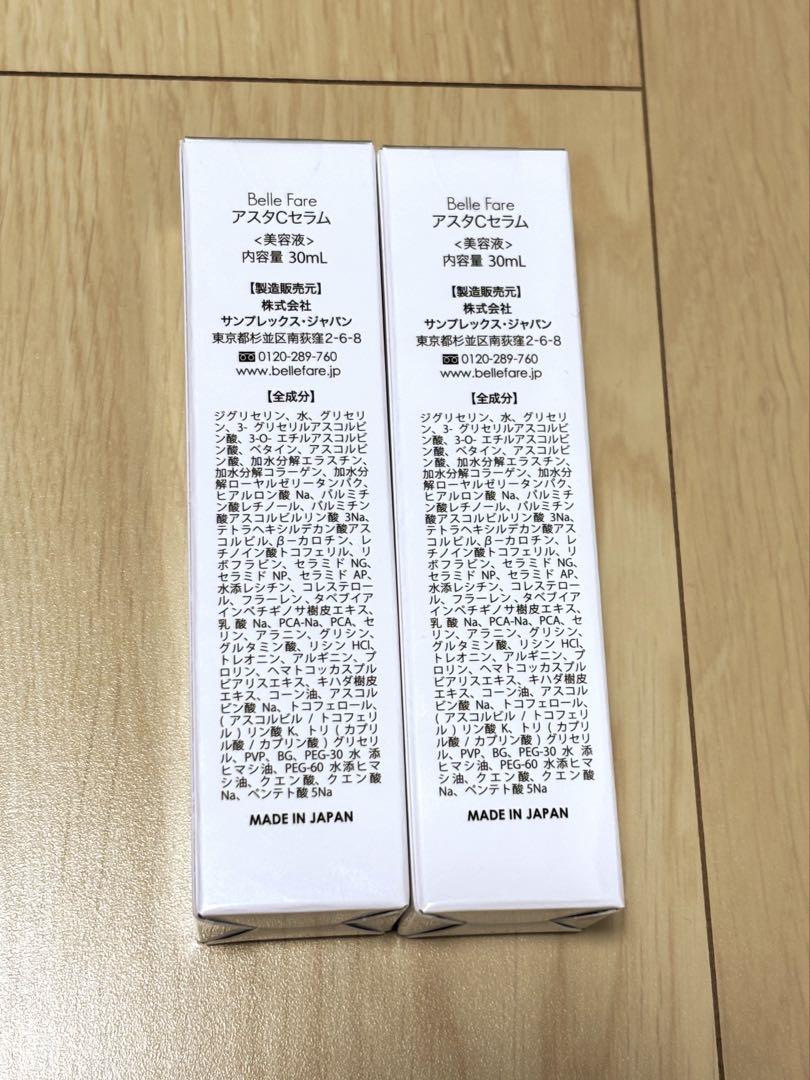 Belle Fare
アスタCセラム
<美容液>
内容量 30mL
【製造販売元】
株式会社
サンプレックス・ジャパン
東京都杉並区南荻窪2-6-8
0120-289-760
www.bellefare.jp
【全成分】
ジグリセリン、水、グリセリ
ン、3- グリセリルアスコルビ
ン酸、3-O- エチルアスコルビ
ン酸、ベタイン、アスコルビ
ン酸、加水分解エラスチン、
加水分解コラーゲン、加水分
解ローヤルゼリータンパク、
ヒアルロン酸 Na、パルミチ
ン酸レチノール、パルミチン
酸アスコルビルリン酸 3Na、
テトラヘキシルデカン酸アス
コルビル、β－カロチン、レ
チノイン酸トコフェリル、リ
ボフラビン、セラミド NG、
セラミド NP、セラミド AP、
水添レシチン、コレステロー
ル、フラーレン、タベブイア
インペチギノサ樹皮エキス、
乳酸 Na、PCA-Na、PCA、セ
リン、アラニン、グリシン、
グルタミン酸、リシン HCl、
トレオニン、アルギニン、プ
ロリン、ヘマトコッカスプル
ビアリスエキス、キハダ樹皮
エキス、コーン油、アスコル
ビン酸 Na、トコフェロール、
( アスコルビル / トコフェリ
ル ) リン酸 K、トリ ( カプリ
ル酸 / カプリン酸 ) グリセリ
ル、PVP、BG、PEG-30 水添
ヒマシ油、PEG-60 水添ヒマ
シ油、クエン酸、クエン酸
Na、ペンテト酸 5Na
MADE IN JAPAN
Belle Fare
アスタCセラム
<美容液>
内容量 30mL
【製造販売元】
株式会社
サンプレックス・ジャパン
東京都杉並区南荻窪2-6-8
0120-289-760
www.bellefare.jp
【全成分】
ジグリセリン、水、グリセリ
ン、3- グリセリルアスコルビ
ン酸、3-O- エチルアスコルビ
ン酸、ベタイン、アスコルビ
ン酸、加水分解エラスチン、
加水分解コラーゲン、加水分
解ローヤルゼリータンパク、
ヒアルロン酸 Na、パルミチ
ン酸レチノール、パルミチン
酸アスコルビルリン酸 3Na、
テトラヘキシルデカン酸アス
コルビル、β－カロチン、レ
チノイン酸トコフェリル、リ
ボフラビン、セラミド NG、
セラミド NP、セラミド AP、
水添レシチン、コレステロー
ル、フラーレン、タベブイア
インペチギノサ樹皮エキス、
乳酸 Na、PCA-Na、PCA、セ
リン、アラニン、グリシン、
グルタミン酸、リシン HCl、
トレオニン、アルギニン、プ
ロリン、ヘマトコッカスプル
ビアリスエキス、キハダ樹皮
エキス、コーン油、アスコル
ビン酸 Na、トコフェロール、
( アスコルビル / トコフェリ
ル ) リン酸 K、トリ ( カプリ
ル酸 / カプリン酸 ) グリセリ
ル、PVP、BG、PEG-30 水添
ヒマシ油、PEG-60 水添ヒマ
シ油、クエン酸、クエン酸
Na、ペンテト酸 5Na
MADE IN JAPAN